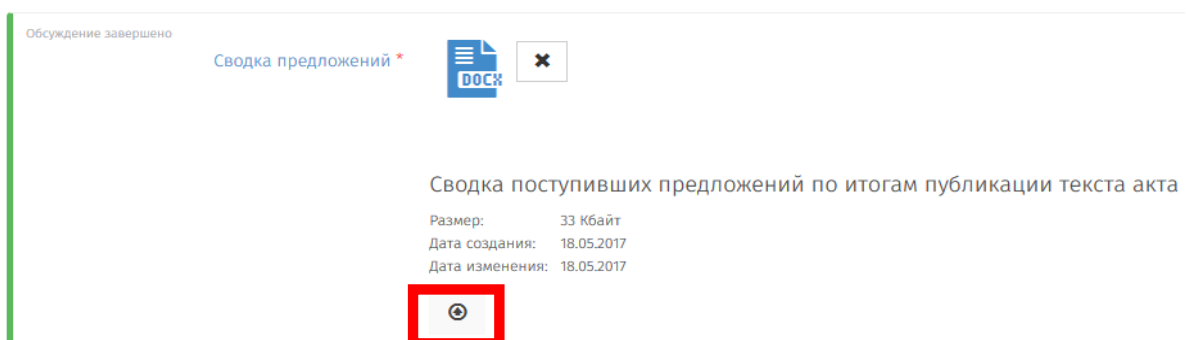 Обсуждение завершено
Сводка предложений *
DOCX
Сводка поступивших предложений по итогам публикации текста акта
Размер: 33 Кбайт
Дата создания: 18.05.2017
Дата изменения: 18.05.2017